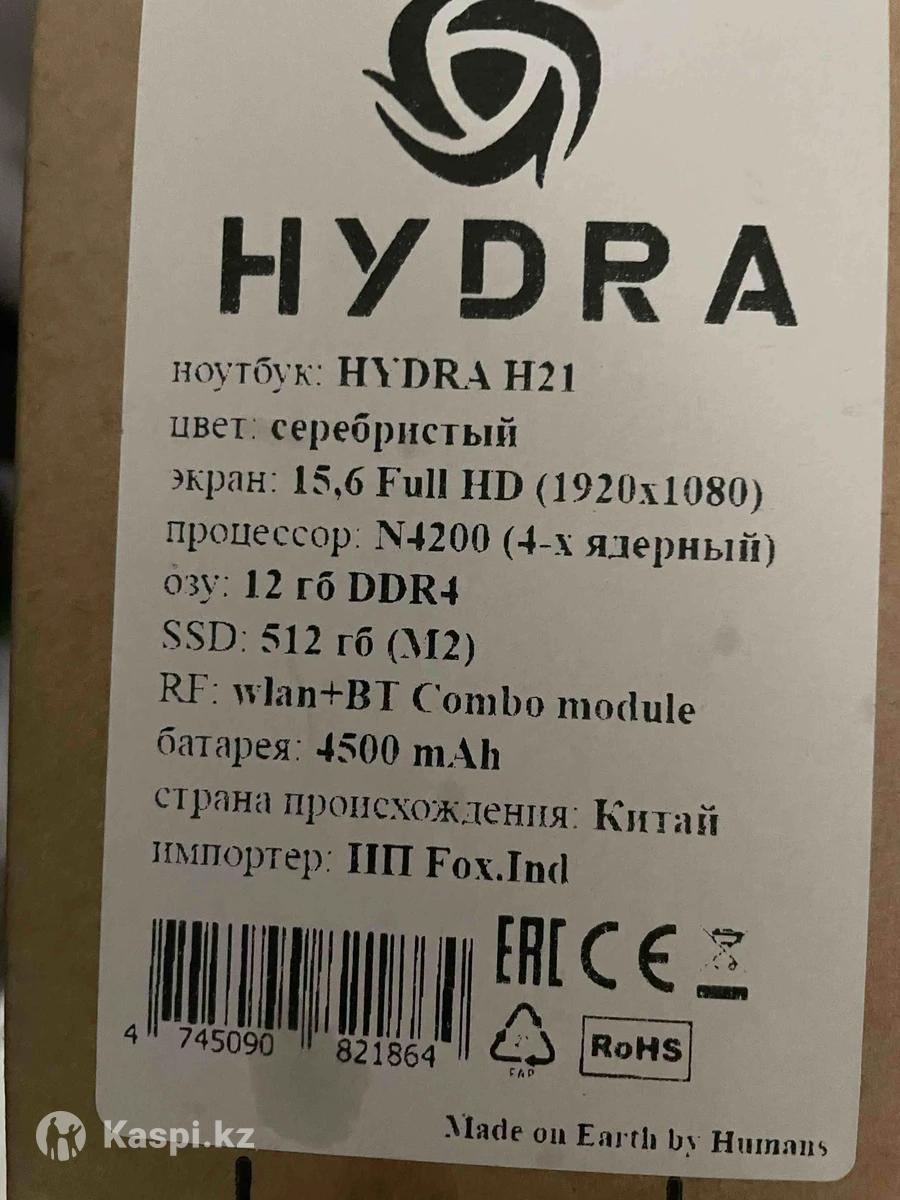 HYDRA
ноутбук: HYDRA H21
цвет: серебристый
экран: 15,6 Full HD (1920x1080)
процессор: N4200 (4-х ядерный)
озу: 12 гб DDR4
SSD: 512 гб (M2)
RF: wlan+BT Combo module
батарея: 4500 mAh
страна происхождения: Китай
импортер: ИП Fox.Ind
EAC CE
4 745090 821864
RoHS
PAP
Made on Earth by Humans
Kaspi.kz